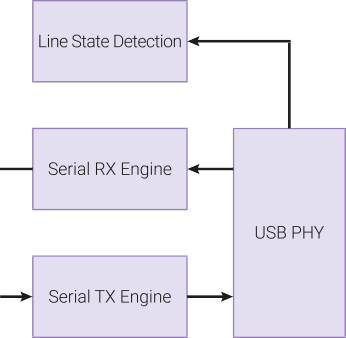 Line State Detection
Serial RX Engine
USB PHY
Serial TX Engine